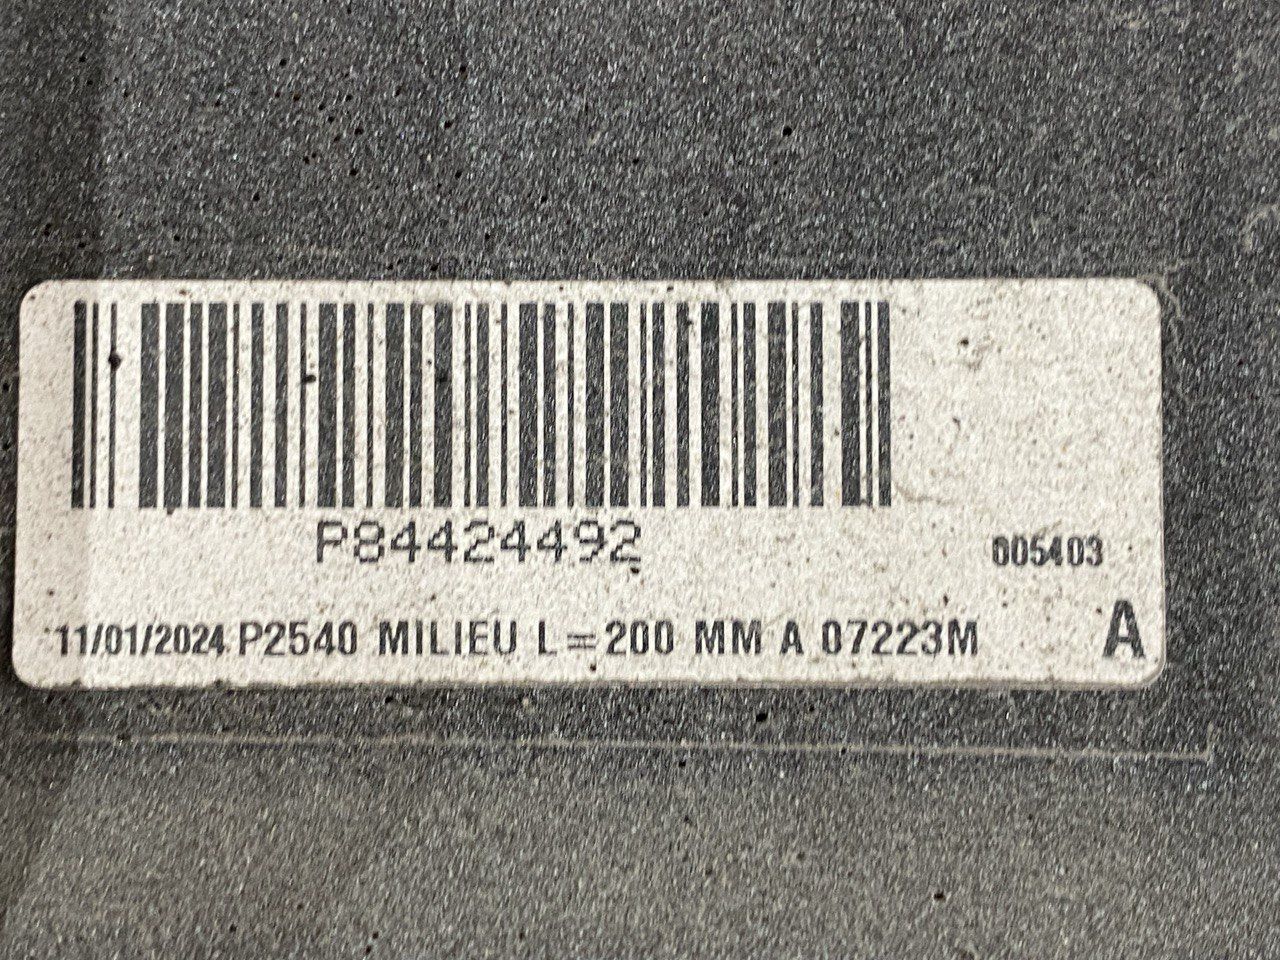 P84424492
005403
11/01/2024 P2540 MILIEU L=200 MM A 07223M
A